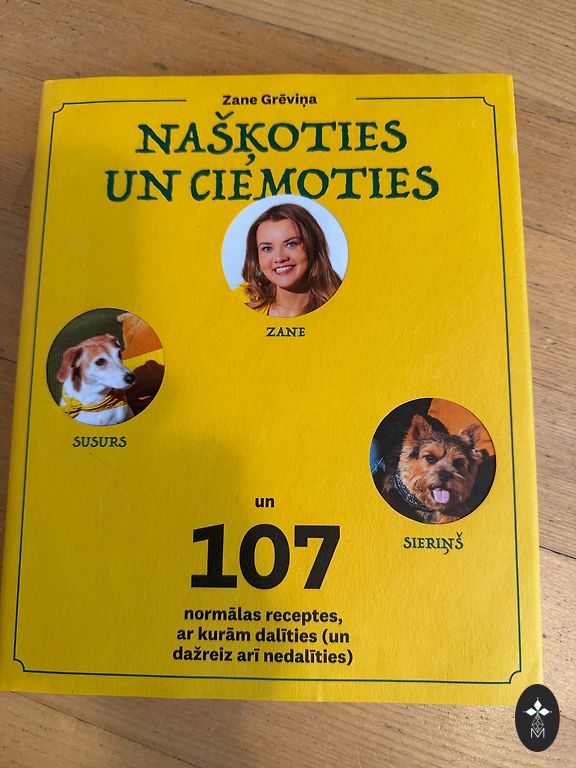 Zane Grēviņa
NAŠĶOTIES
UN CIEMOTIES
ZANE
SUSURS
SIERIŅŠ
un
107
normālas receptes,
ar kurām dalīties (un
dažreiz arī nedalīties)
M